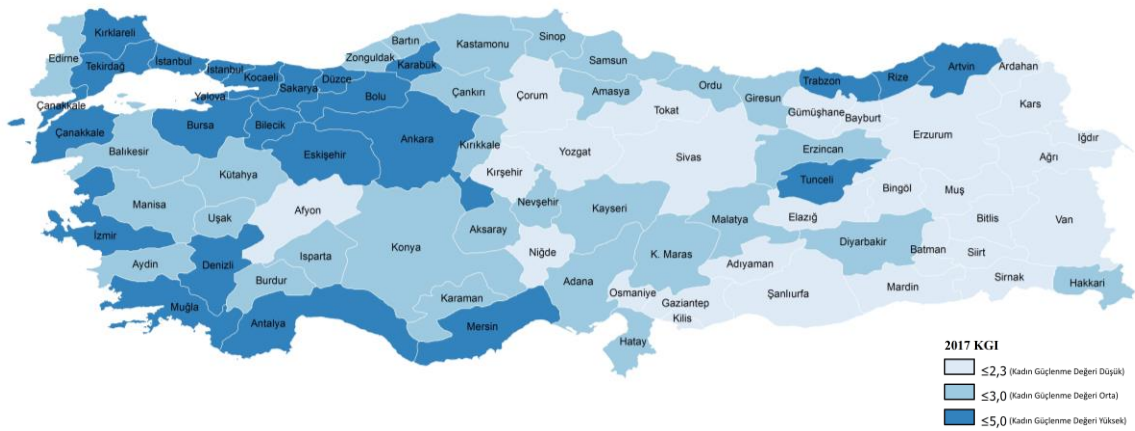 Kırklareli
Edirne
Tekirdağ
İstanbul
İstanbul
Kocaeli
Yalova
Sakarya
Düzce
Zonguldak
Bartın
Karabük
Kastamonu
Sinop
Samsun
Çankırı
Bolu
Çorum
Amasya
Ordu
Giresun
Trabzon
Rize
Artvin
Ardahan
Kars
Gümüşhane
Bayburt
Tokat
Çanakkale
Çanakkale
Bursa
Bilecik
Eskişehir
Ankara
Kırıkkale
Yozgat
Sivas
Erzincan
Erzurum
Iğdır
Ağrı
Balıkesir
Kütahya
Kırşehir
Tunceli
Bingöl
Muş
Manisa
Uşak
Afyon
Nevşehir
Kayseri
Malatya
Elazığ
Bitlis
Van
İzmir
Aksaray
Konya
Diyarbakir
Batman
Siirt
Aydin
Denizli
Isparta
Burdur
Niğde
K. Maras
Adıyaman
Sirnak
Hakkari
Muğla
Antalya
Karaman
Mersin
Adana
Osmaniye
Gaziantep
Kilis
Şanlıurfa
Mardin
Hatay
2017 KGI
≤2,3 (Kadın Güçlenme Değeri Düşük)
≤3,0 (Kadın Güçlenme Değeri Orta)
≤5,0 (Kadın Güçlenme Değeri Yüksek)